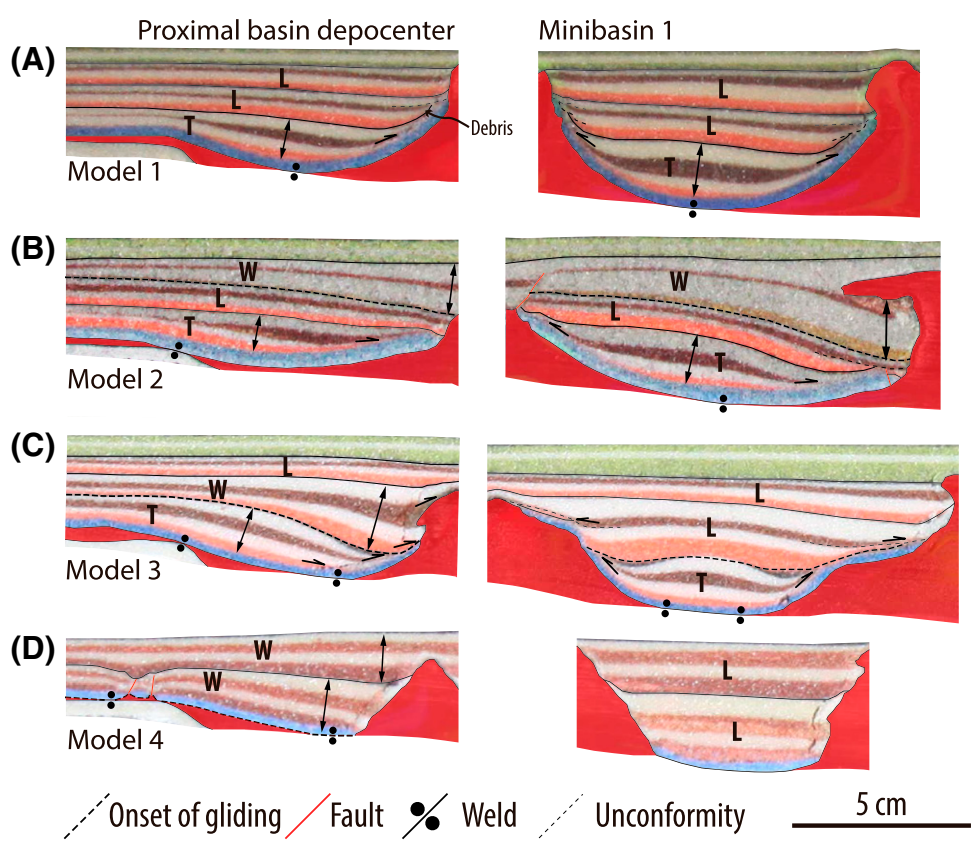 Proximal basin depocenter
Minibasin 1
(A)
L
L
T
Debris
Model 1
L
L
T
(B)
W
L
T
Model 2
W
L
T
(C)
L
W
T
Model 3
L
L
T
(D)
W
W
Model 4
L
L
Onset of gliding
Fault
Weld
Unconformity
5 cm